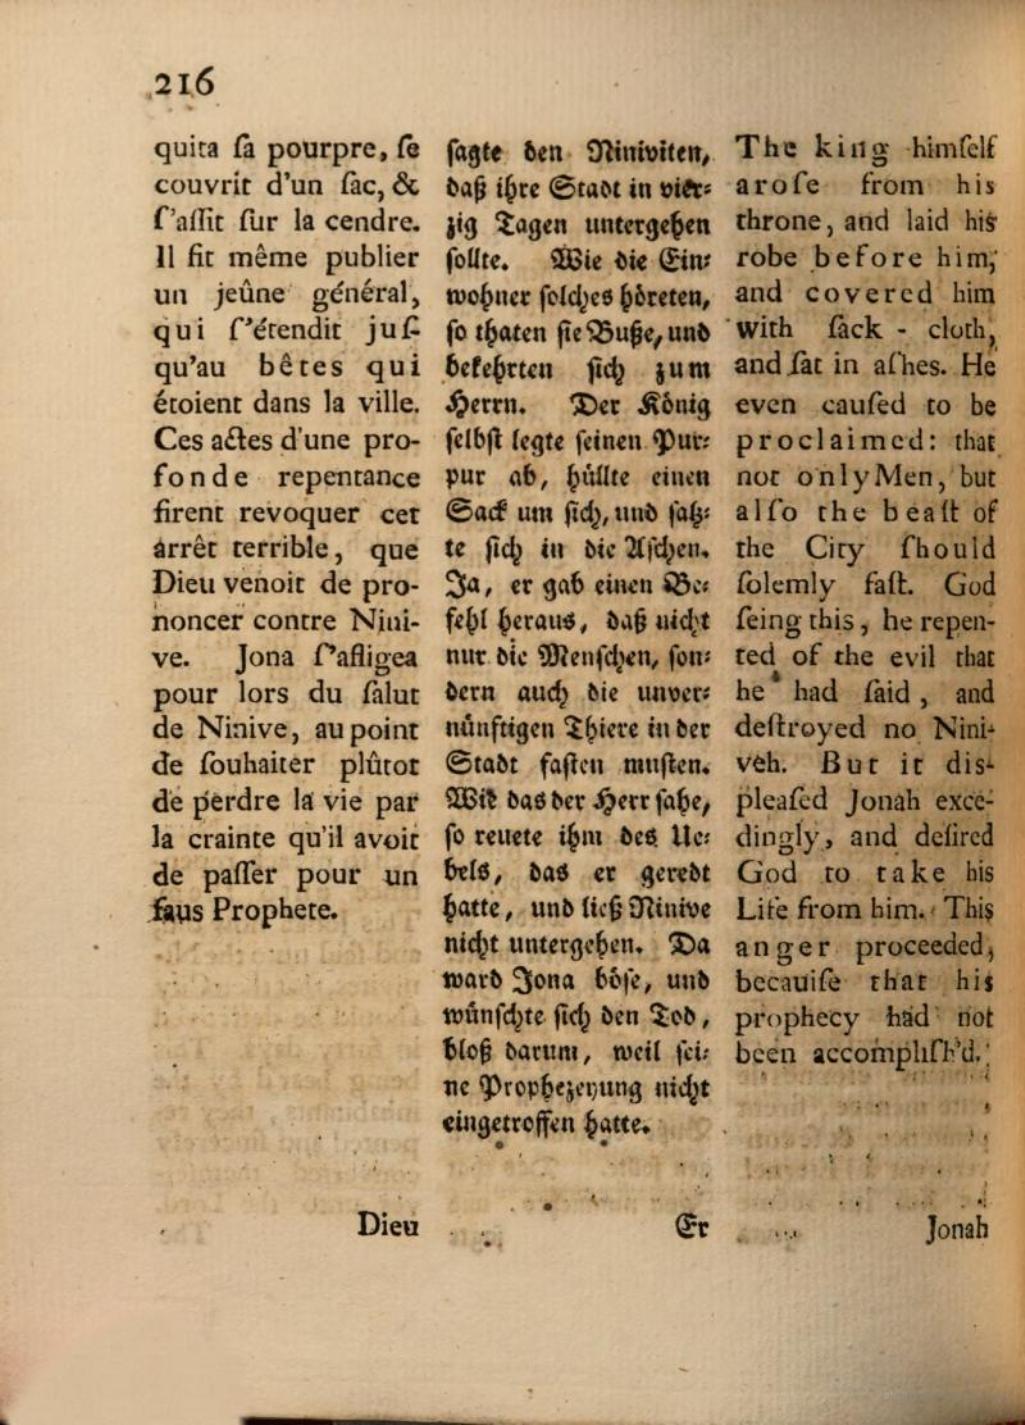 216
quita ſa pourpre, ſe
couvrit d'un ſac, &
ſ'aſſit ſur la cendre.
Il fit même publier
un jeûne général,
qui ſ'étendit juſ-
qu'au bêtes qui
étoient dans la ville.
Ces actes d'une pro-
fonde repentance
firent revoquer cet
arrêt terrible, que
Dieu venoit de pro-
noncer contre Nini-
ve. Jona ſ'afligea
pour lors du ſalut
de Ninive, au point
de ſouhaiter plûtot
de perdre la vie par
la crainte qu'il avoit
de paſſer pour un
faus Prophete.
Dieu
ſagte den Niniviten,
daß ihre Stadt in vier-
zig Tagen untergehen
ſollte. Wie die Ein-
wohner ſolches höreten,
ſo thaten ſie Buße, und
bekehrten ſich zum
Herrn. Der König
ſelbſt legte ſeinen Pur-
pur ab, hüllte einen
Sack um ſich, und ſatz-
te ſich in die Aſchen.
Ja, er gab einen Be-
fehl heraus, daß nicht
nur die Menſchen, ſon-
dern auch die unver-
nünftigen Thiere in der
Stadt faſten muſten.
Wie das der Herr ſahe,
ſo reuete ihm des Ue-
bels, das er geredt
hatte, und ließ Ninive
nicht untergehen. Da
ward Jona böſe, und
wünſchte ſich den Tod,
bloß darum, weil ſei-
ne Prophezeyung nicht
eingetroffen hatte.
Er
The king himſelf
aroſe from his
throne, and laid his
robe before him,
and covered him
with ſack - cloth,
and ſat in aſhes. He
even cauſed to be
proclaimed: that
not only Men, but
alſo the beaſt of
the City ſhould
ſolemly faſt. God
ſeing this, he repen-
ted of the evil that
he had ſaid, and
deſtroyed no Nini-
veh. But it dis-
pleaſed Jonah exce-
dingly, and deſired
God to take his
Life from him. This
anger proceeded,
becauiſe that his
prophecy had not
been accompliſh'd.
Jonah